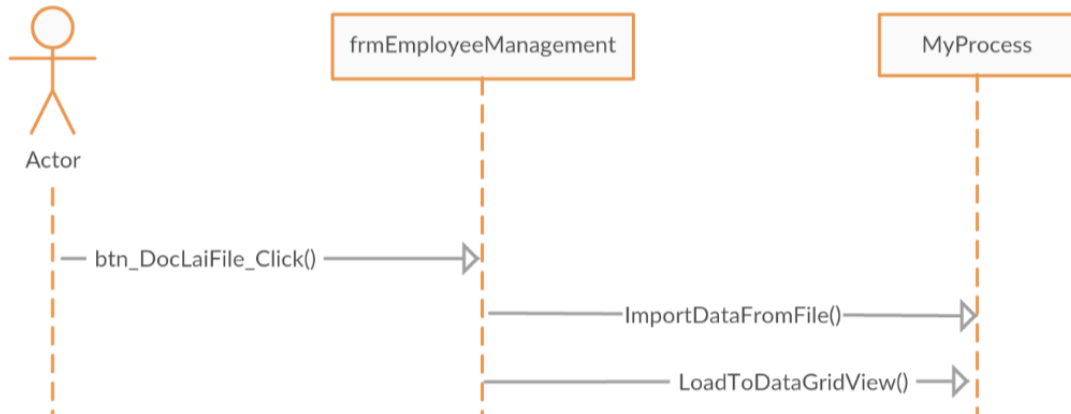 frmEmployeeManagement
MyProcess
Actor
btn_DocLaiFile_Click()
ImportDataFromFile()
LoadToDataGridView()